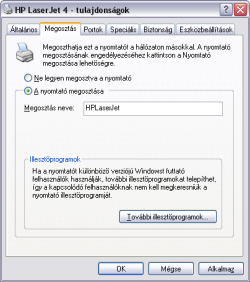 HP LaserJet 4 - tulajdonságok
Általános Megosztás Portok Speciális Biztonság Eszközbeállítások
Megoszthatja ezt a nyomtatót a hálózaton másokkal. A nyomtató
megosztásának engedélyezéséhez kattintson a Nyomtató
megosztása lehetőségre.
Ne legyen megosztva a nyomtató
A nyomtató megosztása
Megosztás neve: HPLaserJet
Illesztőprogramok
Ha a nyomtatót különböző verziójú Windowst futtató
felhasználók használják, további illesztőprogramokat telepíthet,
így a kapcsolódó felhasználóknak nem kell megkeresniük a
nyomtató illesztőprogramját.
További illesztőprogramok...
OK Mégse Alkalmaz